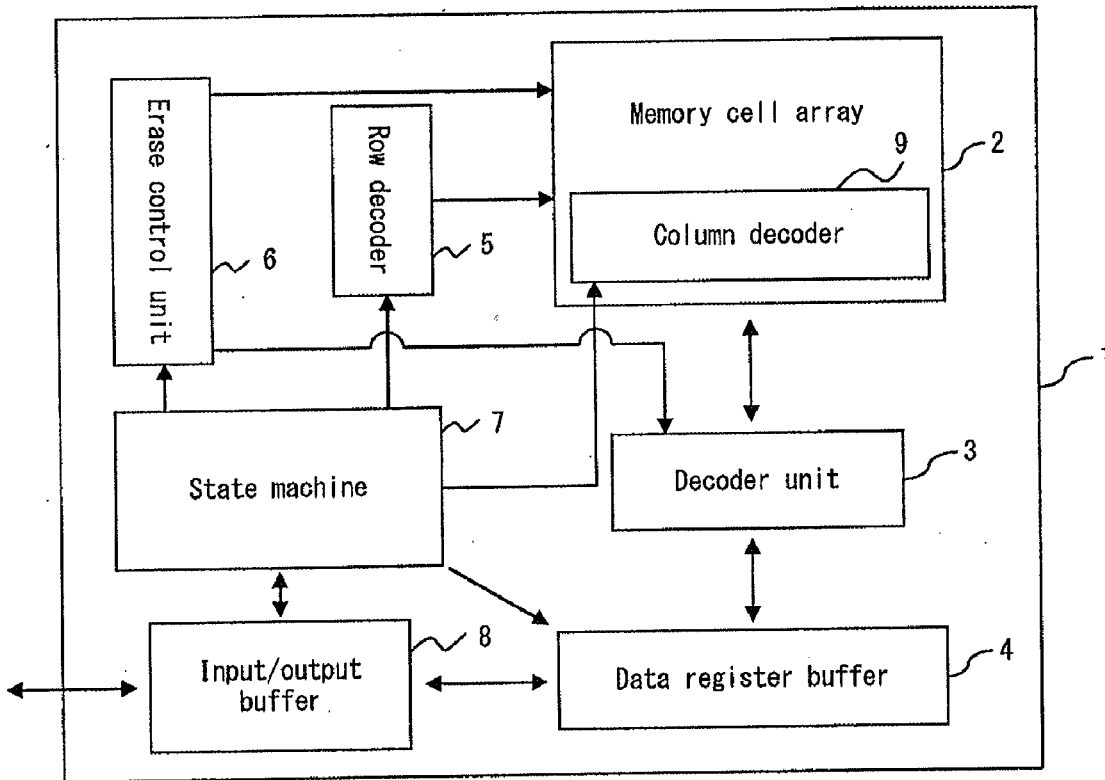 Memory cell array
9
2
Column decoder
Erase control unit
6
Row decoder
5
7
State machine
3
Decoder unit
8
Input/output
buffer
4
Data register buffer